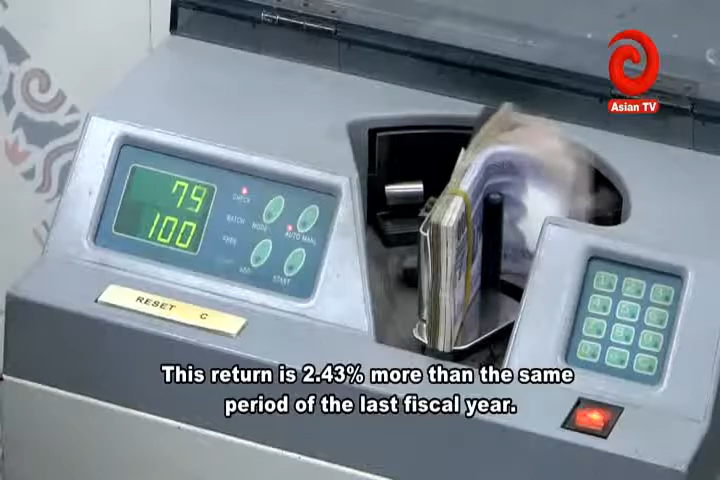 Asian TV
79
100
CHECK
BATCH
MODE
AUTO MANL
ADD
START
RESET C
This return is 2.43% more than the same
period of the last fiscal year.